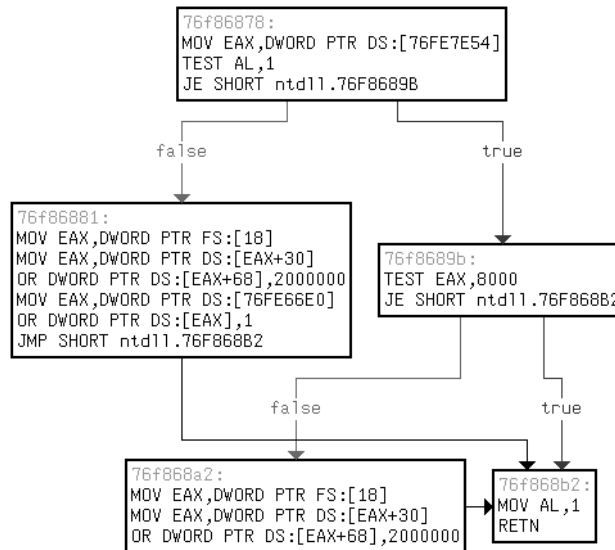 76f86878:
MOV EAX,DWORD PTR DS:[76FE7E54]
TEST AL,1
JE SHORT ntdll.76F8689B
false
true
76f86881:
MOV EAX,DWORD PTR FS:[18]
MOV EAX,DWORD PTR DS:[EAX+30]
OR DWORD PTR DS:[EAX+68],2000000
MOV EAX,DWORD PTR DS:[76FE66E0]
OR DWORD PTR DS:[EAX],1
JMP SHORT ntdll.76F868B2
76f8689b:
TEST EAX,8000
JE SHORT ntdll.76F868B2
false
true
76f868a2:
MOV EAX,DWORD PTR FS:[18]
MOV EAX,DWORD PTR DS:[EAX+30]
OR DWORD PTR DS:[EAX+68],2000000
76f868b2:
MOV AL,1
RETN